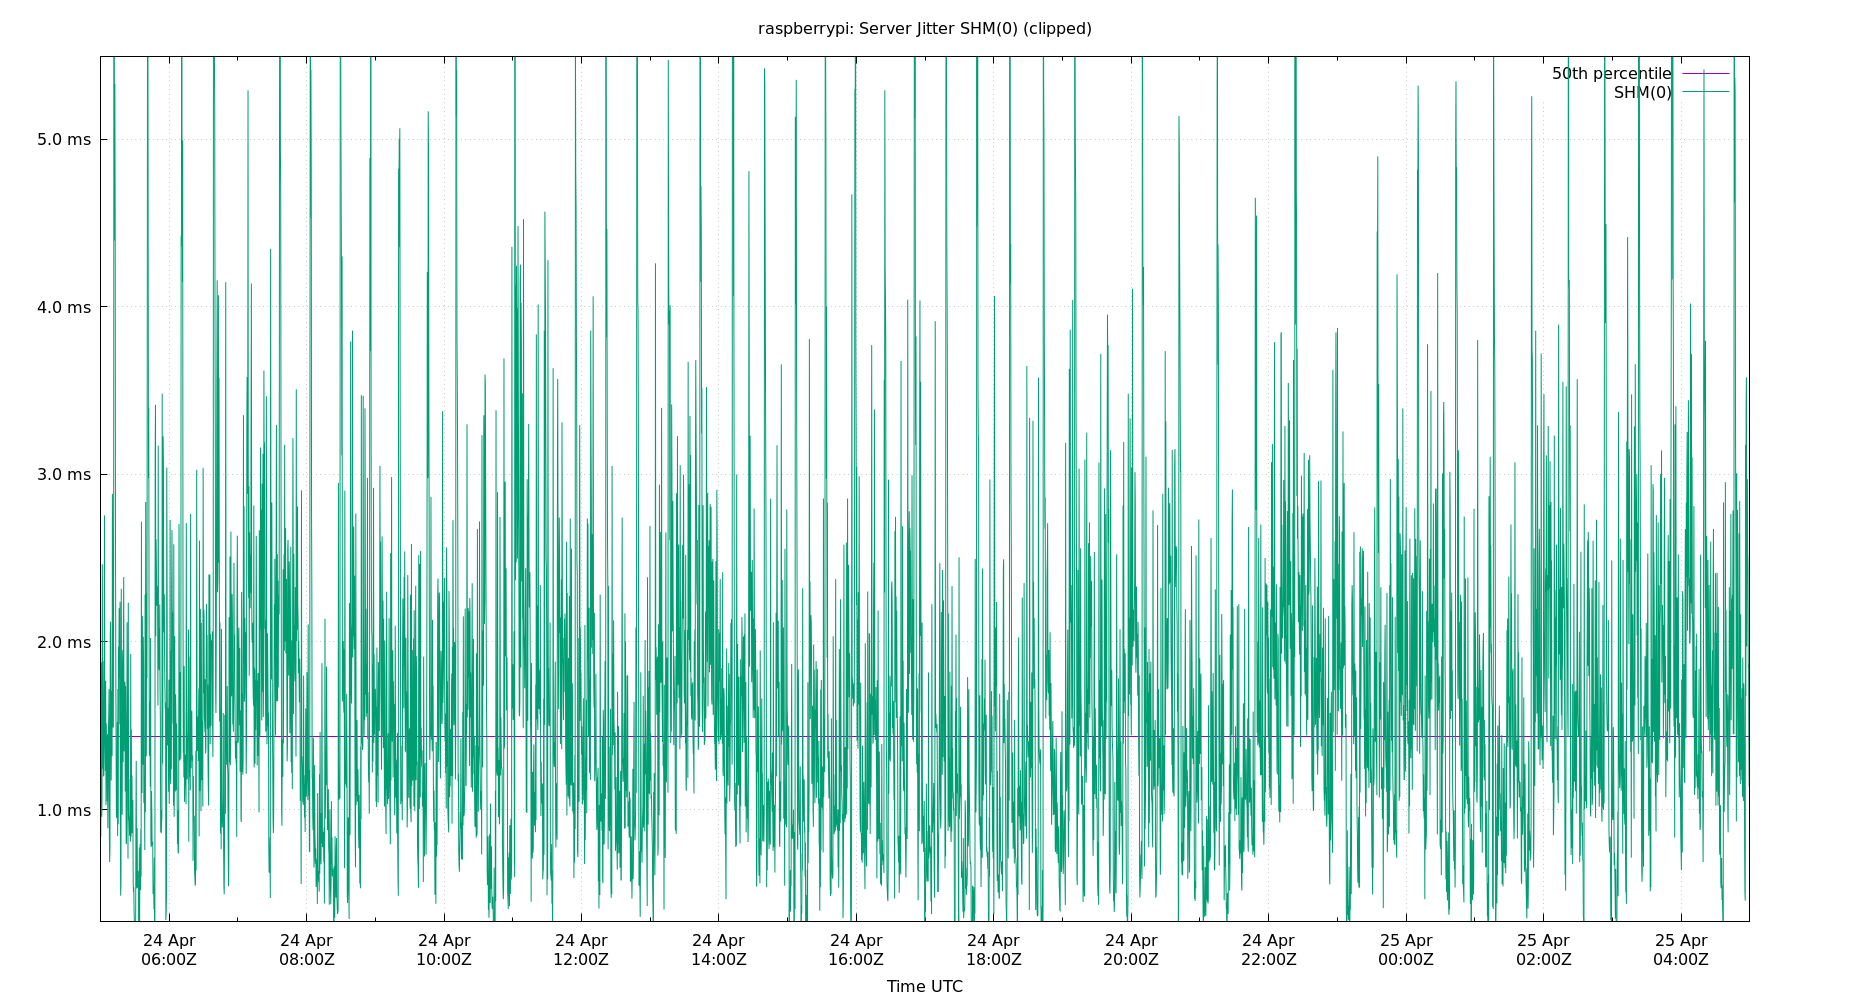 raspberrypi: Server Jitter SHM(0) (clipped)
50th percentile
SHM(0)
5.0 ms
4.0 ms
3.0 ms
2.0 ms
1.0 ms
24 Apr 24 Apr 24 Apr 24 Apr 24 Apr 24 Apr 24 Apr 24 Apr 24 Apr 25 Apr 25 Apr 25 Apr
06:00Z 08:00Z 10:00Z 12:00Z 14:00Z 16:00Z 18:00Z 20:00Z 22:00Z 00:00Z 02:00Z 04:00Z
Time UTC